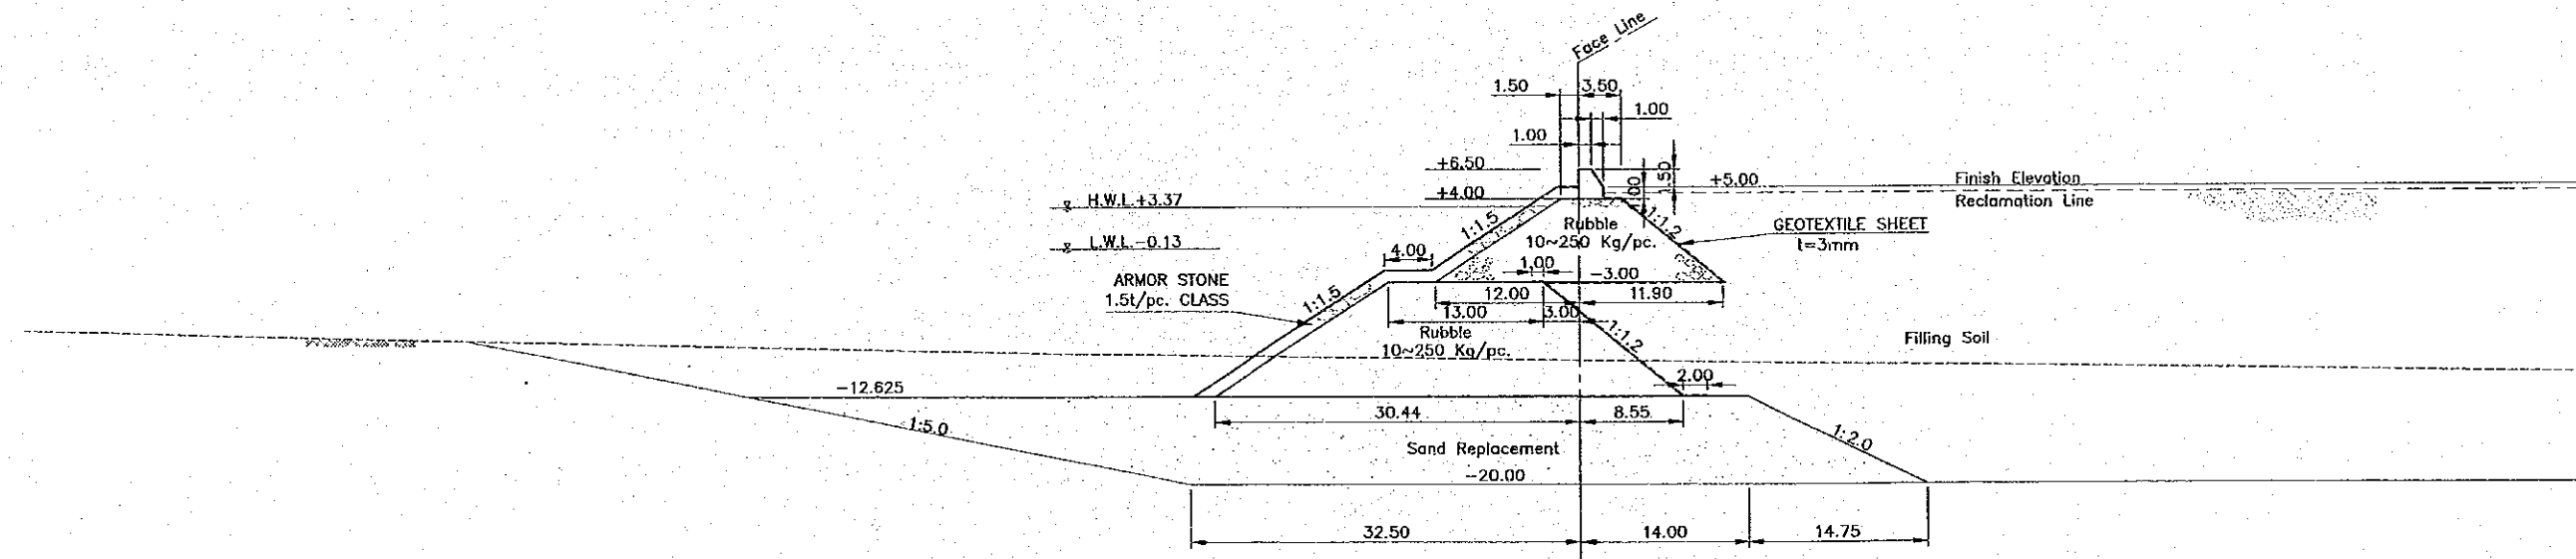 Face Line
1.50
3.50
1.00
1.00
+6.50
1.50
+4.00
+5.00
Finish Elevation
Reclamation Line
H.W.L.+3.37
L.W.L.-0.13
1:1.5
Rubble
10~250 Kg/pc.
1:1.2
GEOTEXTILE SHEET
t=3mm
4.00
1.00
-3.00
ARMOR STONE
1.5t/pc. CLASS
1:1.5
12.00
11.90
13.00
3.00
Rubble
10~250 Kg/pc.
1:1.2
Filling Soil
-12.625
2.00
1:5.0
30.44
8.55
1:2.0
Sand Replacement
-20.00
32.50
14.00
14.75